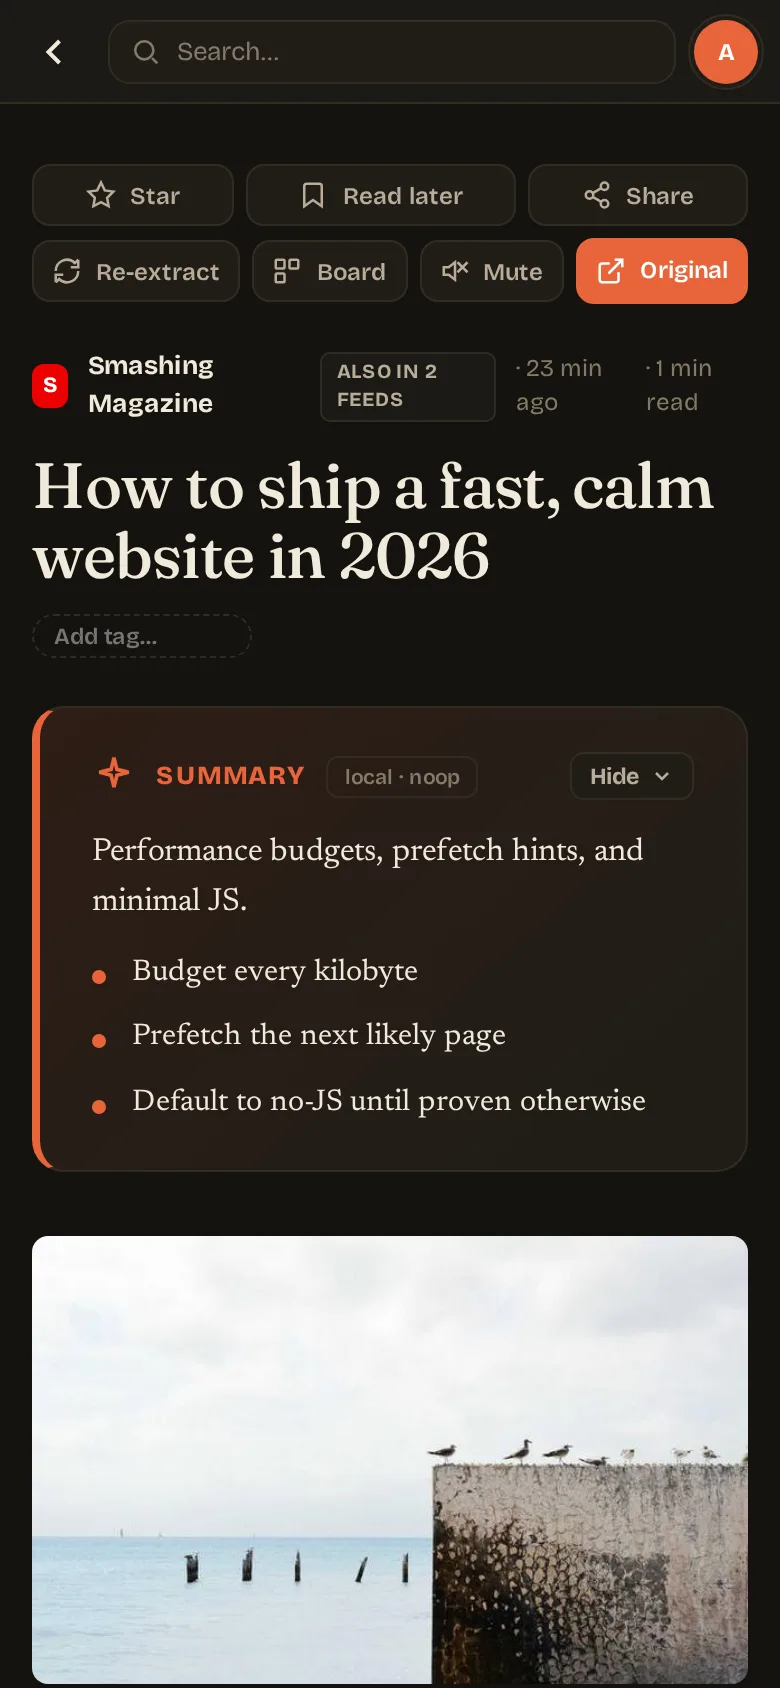 Search...
A
Star
Read later
Share
Re-extract
Board
Mute
Original
S
Smashing
Magazine
ALSO IN 2
FEEDS
· 23 min
ago
· 1 min
read
How to ship a fast, calm
website in 2026
Add tag...
SUMMARY
local · noop
Hide
Performance budgets, prefetch hints, and
minimal JS.
Budget every kilobyte
Prefetch the next likely page
Default to no-JS until proven otherwise